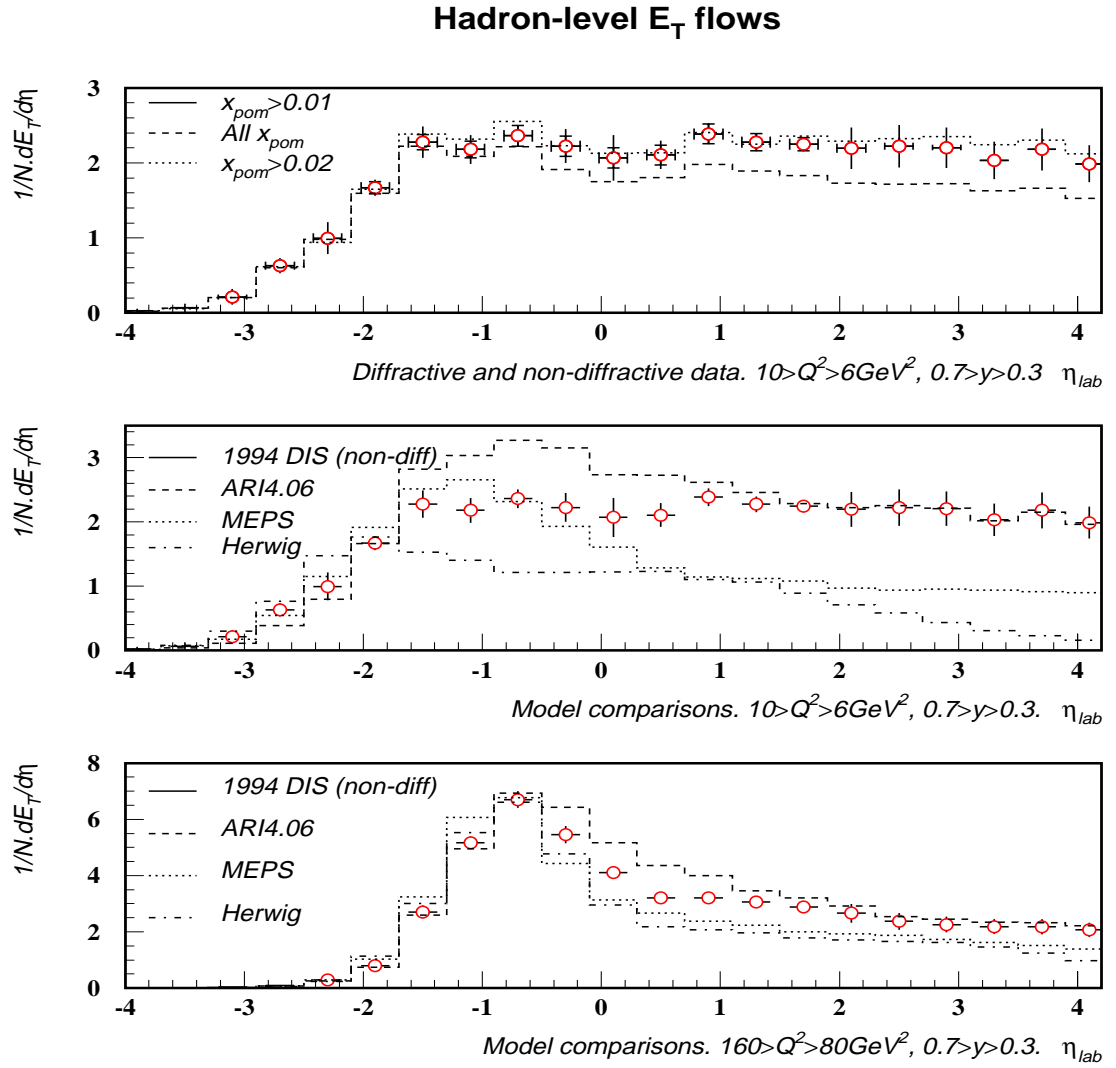 Hadron-level E_T flows
1/N.dE_T/dη
3
2
1
0
x_pom>0.01
All x_pom
x_pom>0.02
-4 -3 -2 -1 0 1 2 3 4
Diffractive and non-diffractive data. 10>Q^2>6GeV^2, 0.7>y>0.3 η_lab
1/N.dE_T/dη
3
2
1
0
1994 DIS (non-diff)
ARI4.06
MEPS
Herwig
-4 -3 -2 -1 0 1 2 3 4
Model comparisons. 10>Q^2>6GeV^2, 0.7>y>0.3. η_lab
1/N.dE_T/dη
8
6
4
2
0
1994 DIS (non-diff)
ARI4.06
MEPS
Herwig
-4 -3 -2 -1 0 1 2 3 4
Model comparisons. 160>Q^2>80GeV^2, 0.7>y>0.3. η_lab